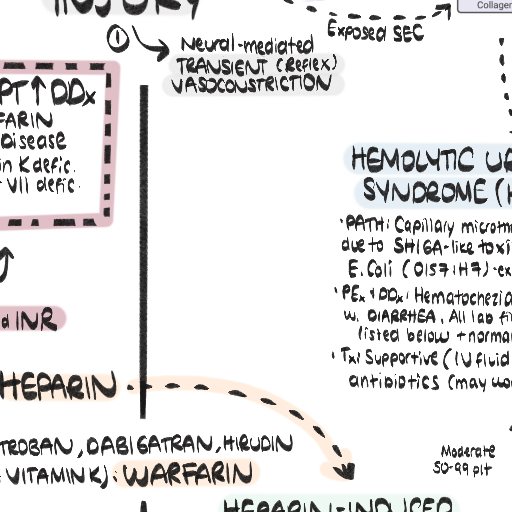 INJURY
Collagen
① Neural-mediated
TRANSIENT (Reflex)
VASOCONSTRICTION
Exposed SEC
PT ↑ DDx
FARIN
Disease
in K defic.
VII defic.
d INR
HEPARIN
TROBAN, DABIGATRAN, HIRUDIN
VITAMIN K): WARFARIN
HEMOLYTIC UR
SYNDROME (H
• PATH: Capillary microtm
due to SHIGA-like toxi
E. Coli (O157:H7)-ex
• PEx + DDx: Hematochezia
w. DIARRHEA. All lab fi
listed below + norma
• Tx: Supportive (IV fluid
antibiotics (may wo
Moderate
50-99 plt
HEPARIN-INDUCED